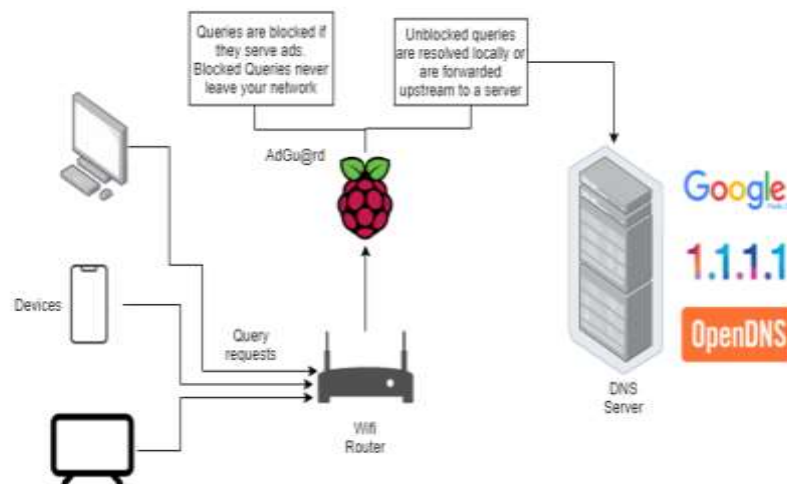 Queries are blocked if
they serve ads.
Blocked Queries never
leave your network
Unblocked queries
are resolved locally or
are forwarded
upstream to a server
AdGu@rd
Google
1.1.1.1
OpenDNS
Devices
Query
requests
DNS
Server
Wifi
Router